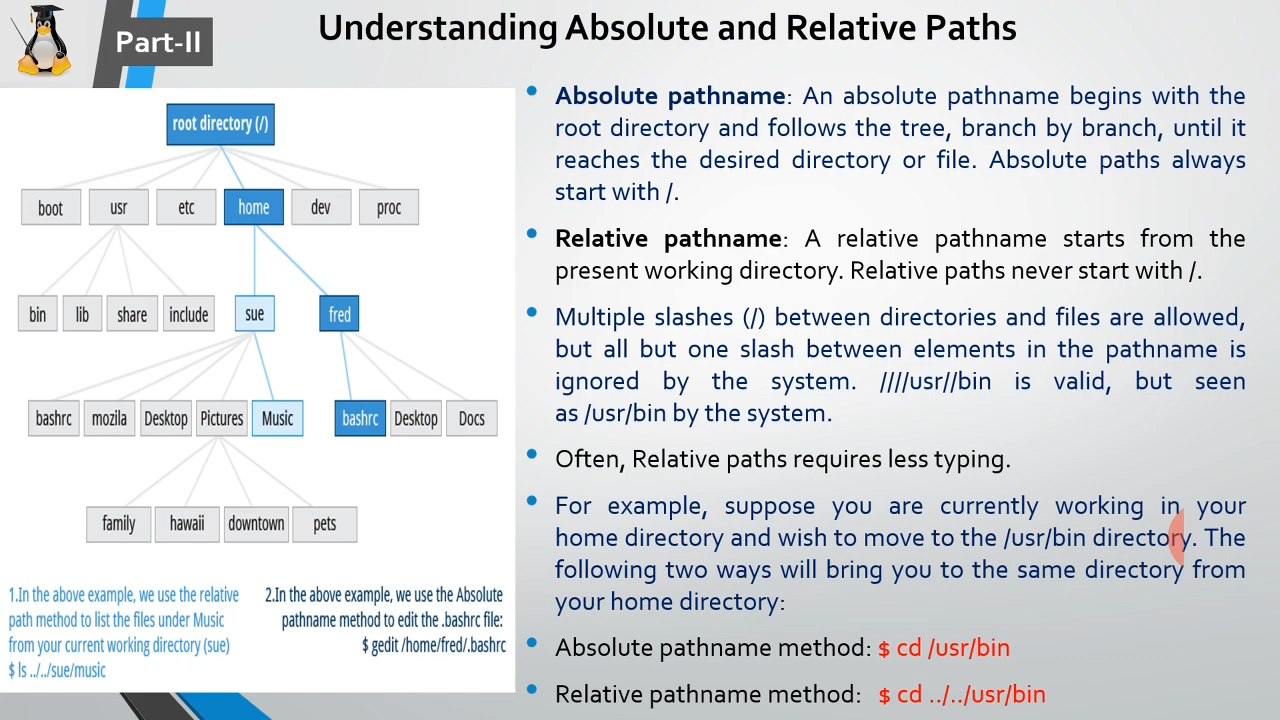 Part-II
Understanding Absolute and Relative Paths
root directory (/)
boot usr etc home dev proc
bin lib share include sue fred
bashrc mozila Desktop Pictures Music bashrc Desktop Docs
family hawaii downtown pets
1.In the above example, we use the relative
path method to list the files under Music
from your current working directory (sue)
$ ls ../../sue/music
2.In the above example, we use the Absolute
pathname method to edit the .bashrc file:
$ gedit /home/fred/.bashrc
• Absolute pathname: An absolute pathname begins with the
root directory and follows the tree, branch by branch, until it
reaches the desired directory or file. Absolute paths always
start with /.
• Relative pathname: A relative pathname starts from the
present working directory. Relative paths never start with /.
• Multiple slashes (/) between directories and files are allowed,
but all but one slash between elements in the pathname is
ignored by the system. ////usr//bin is valid, but seen
as /usr/bin by the system.
• Often, Relative paths requires less typing.
• For example, suppose you are currently working in your
home directory and wish to move to the /usr/bin directory. The
following two ways will bring you to the same directory from
your home directory:
• Absolute pathname method: $ cd /usr/bin
• Relative pathname method: $ cd ../../usr/bin